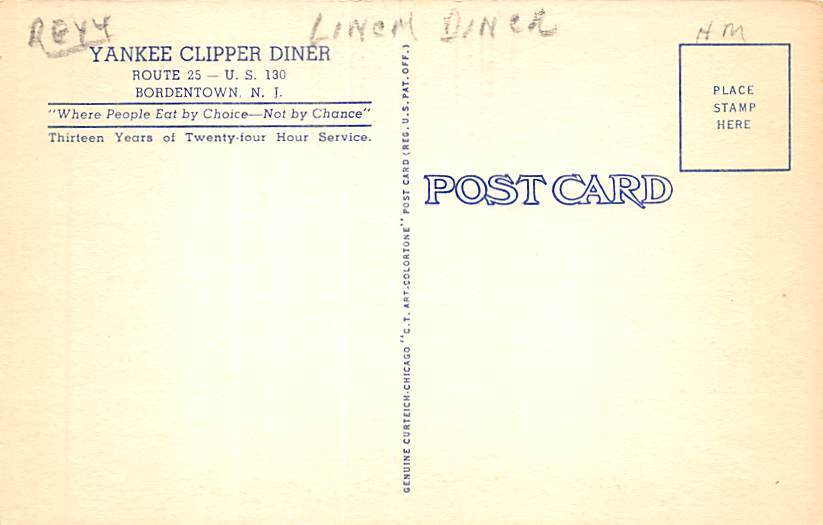 YANKEE CLIPPER DINER
ROUTE 25 — U. S. 130
BORDENTOWN, N. J.
"Where People Eat by Choice—Not by Chance"
Thirteen Years of Twenty-four Hour Service.
GENUINE CURTEICH-CHICAGO "C. T. ART-COLORTONE" POST CARD (REG. U. S. PAT. OFF.)
DINER
HM
PLACE
STAMP
HERE
POST CARD